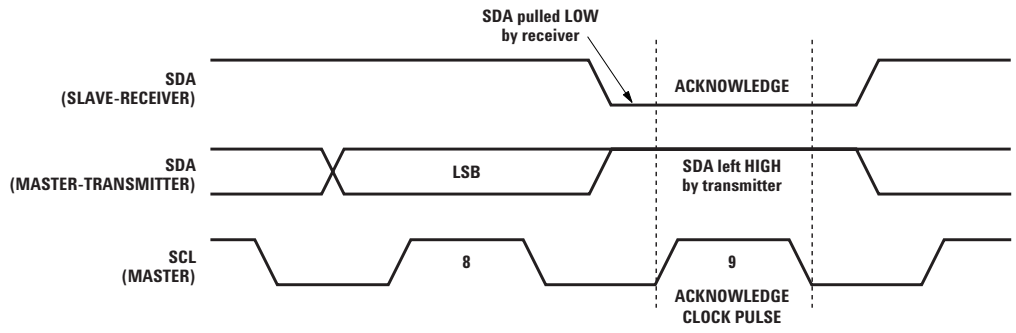 SDA pulled LOW
by receiver
SDA
(SLAVE-RECEIVER)
ACKNOWLEDGE
SDA
(MASTER-TRANSMITTER)
LSB
SDA left HIGH
by transmitter
SCL
(MASTER)
8
9
ACKNOWLEDGE
CLOCK PULSE